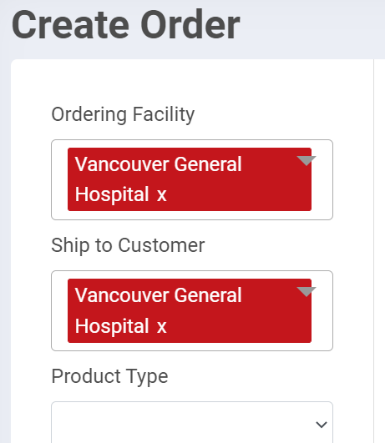 Create Order
Ordering Facility
Vancouver General
Hospital x
Ship to Customer
Vancouver General
Hospital x
Product Type